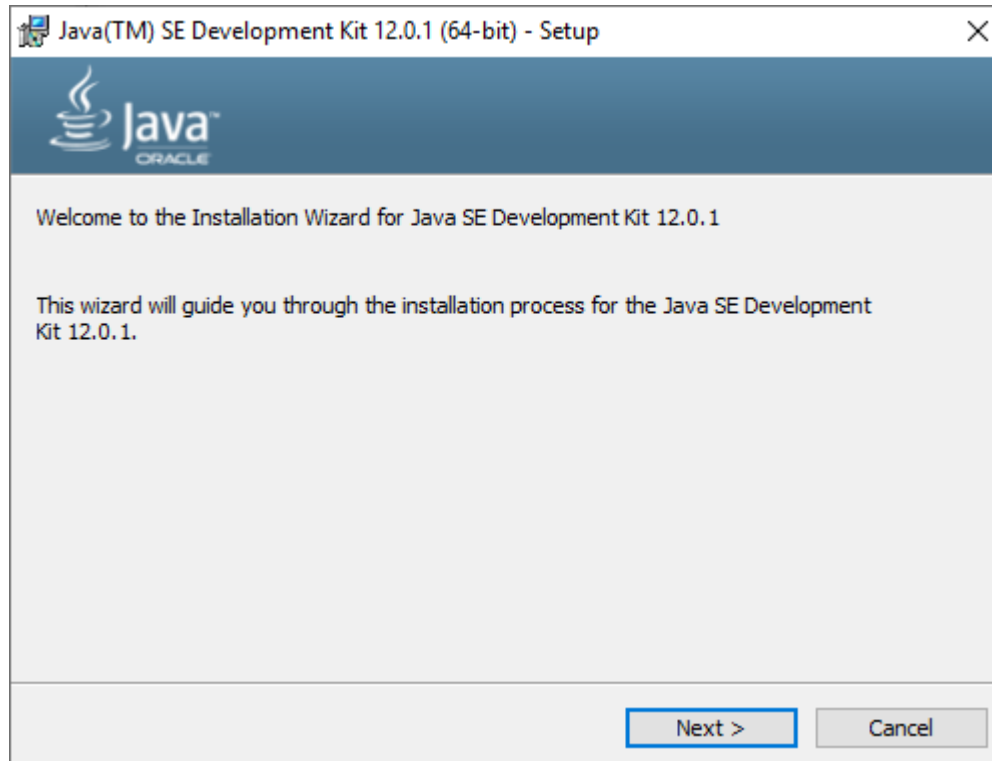 Java(TM) SE Development Kit 12.0.1 (64-bit) - Setup
Java™
ORACLE
Welcome to the Installation Wizard for Java SE Development Kit 12.0.1
This wizard will guide you through the installation process for the Java SE Development
Kit 12.0.1.
Next >
Cancel